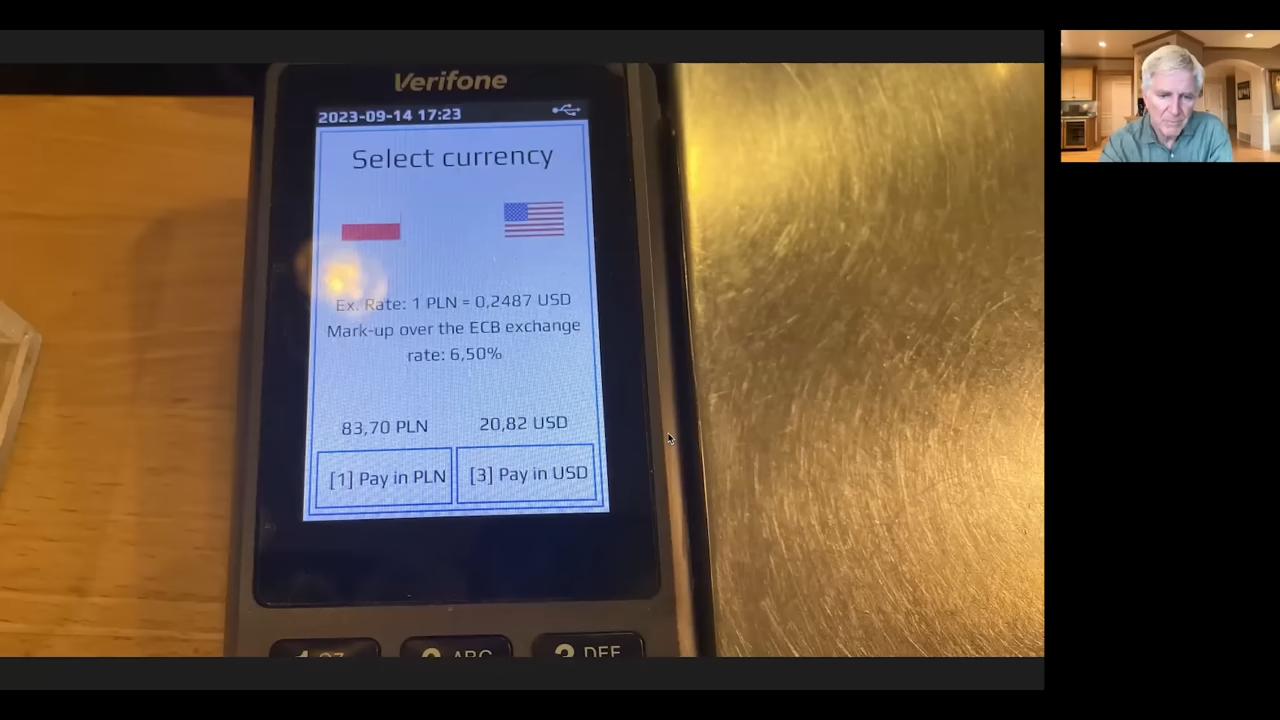 Verifone
2023-09-14 17:23
Select currency
Ex. Rate: 1 PLN = 0,2487 USD
Mark-up over the ECB exchange
rate: 6,50%
83,70 PLN 20,82 USD
[1] Pay in PLN [3] Pay in USD
ABC
3 DEF